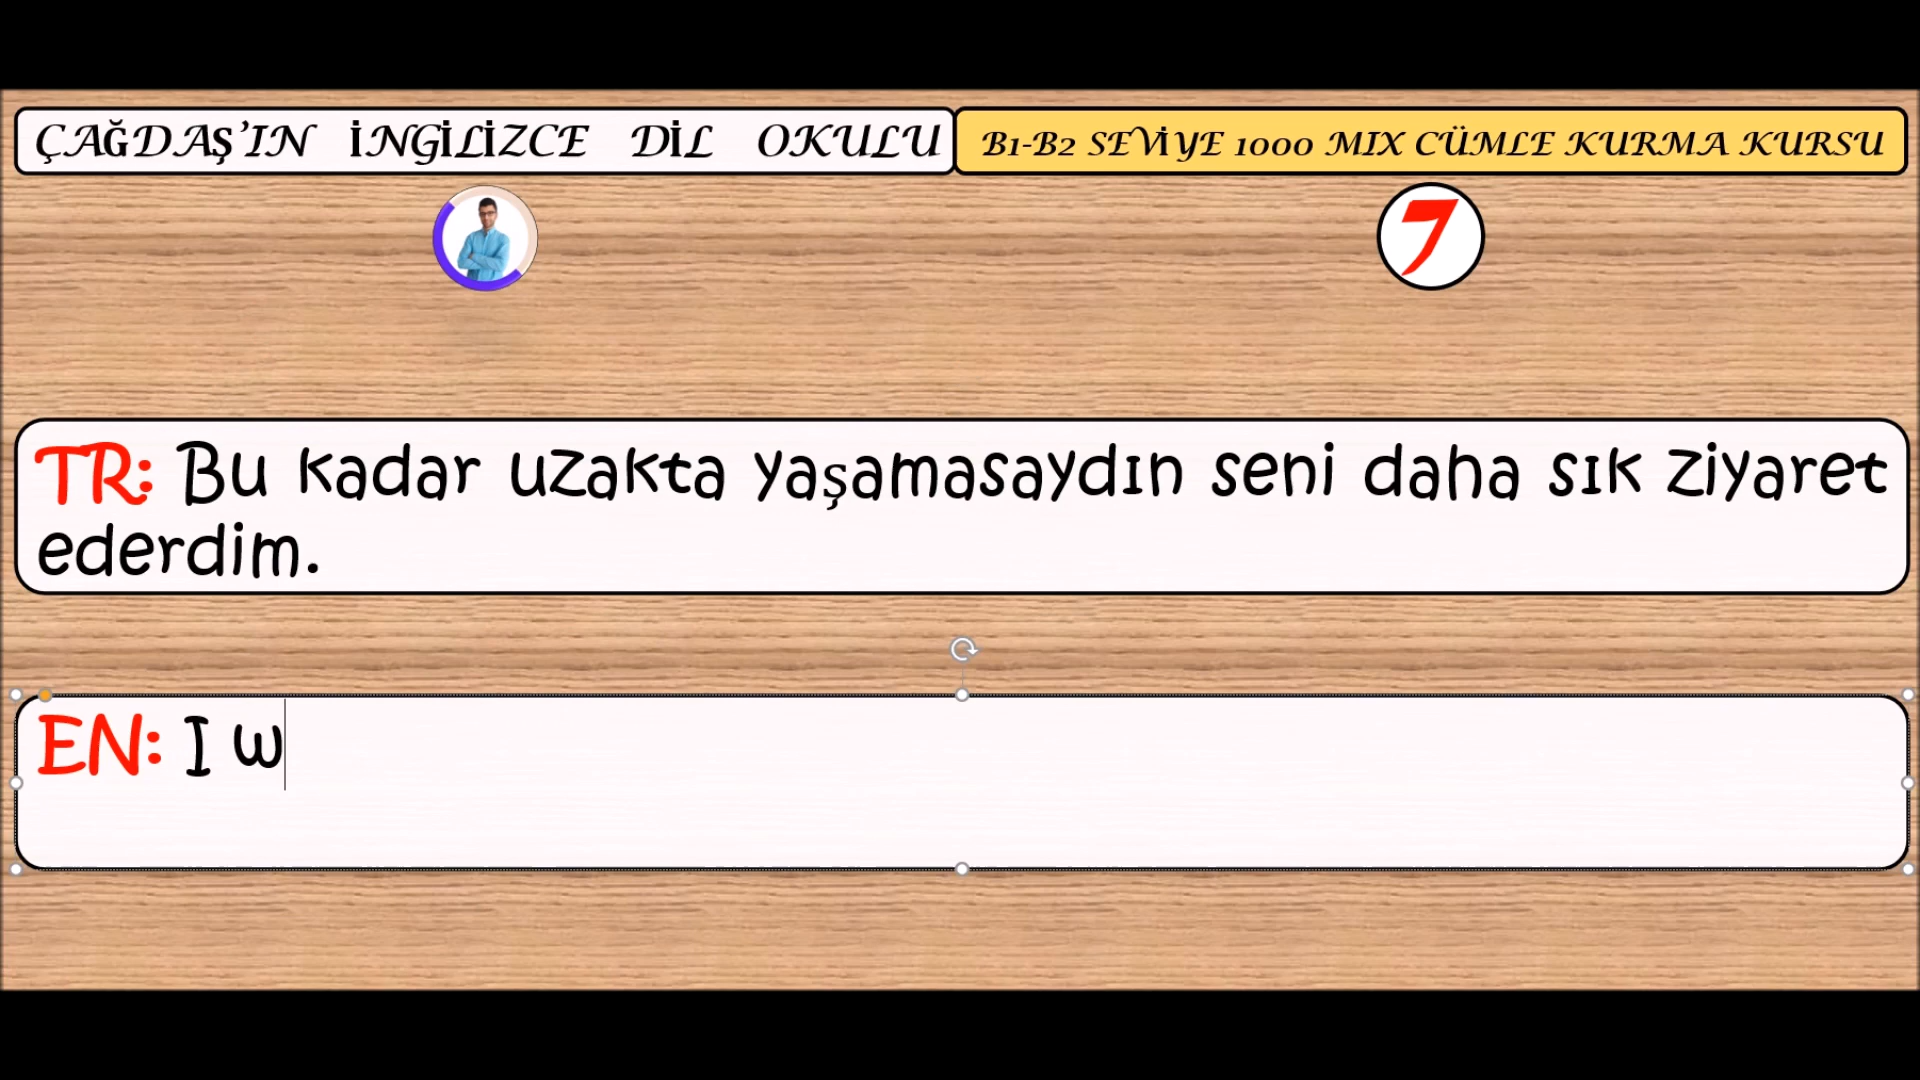 ÇAĞDAŞ'IN İNGİLİZCE DİL OKULU
B1-B2 SEVİYE 1000 MIX CÜMLE KURMA KURSU
7
TR: Bu kadar uzakta yaşamasaydın seni daha sık ziyaret
ederdim.
EN: I w